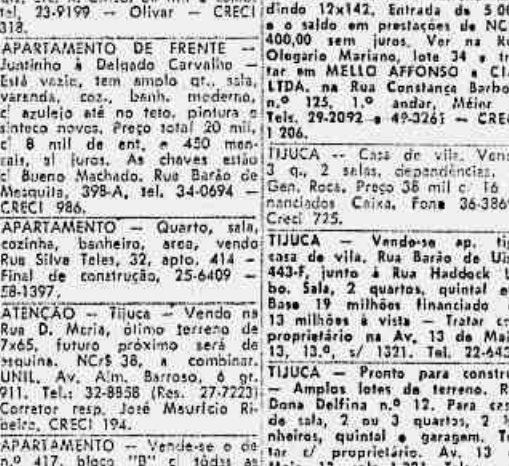 tel. 23-9199 — Olivar — CRECI
318.
APARTAMENTO DE FRENTE —
Juntinho à Delgado Carvalho —
Está vazio, tem amplo qt., sala,
varanda, coz., banh. moderno,
c/ azulejo até no teto, pintura e
sinteco novos. Preço total 20 mil,
c/ 8 mil de ent. e 450 men-
sais, s/ juros. As chaves estão
c/ Bueno Machado. Rua Barão de
Mesquita, 398-A, tel. 34-0694 —
CRECI 986.
APARTAMENTO — Quarto, sala,
cozinha, banheiro, area, vendo
Rua Silva Teles, 32, apto. 414 —
Final de construção, 25-6409 —
58-1397.
ATENÇÃO — Tijuca — Vendo na
Rua D. Maria, ótimo terreno de
7x65, futuro próximo será de
esquina. NCr$ 38, a combinar.
UNIL. Av. Alm. Barroso, 6 gr.
911. Tel.: 32-8858 (Res. 27-7223)
Corretor resp. José Maurício Ri-
beiro, CRECI 194.
APARTAMENTO — Vende-se o de
n.º 417, bloco "B" c/ tôdas as
dindo 12x142. Entrada de 5 00
e o saldo em prestações de NC
400,00 sem juros. Ver na Ru
Olegario Mariano, lote 34 e tr
tar em MELLO AFFONSO & CI
LTDA. na Rua Constança Barbo
n.º 125, 1.º andar, Méier
Tels. 29-2092 e 49-3261 — CRE
1 206.
TIJUCA — Casa de vila. Ven
3 q., 2 salas, dependências.
Gen. Roca. Preço 38 mil c/ 16
nanciados Caixa. Fone 36-386
Creci 725.
TIJUCA — Vende-se ap. ti
casa de vila. Rua Barão de U
443-F, junto à Rua Haddock L
bo. Sala, 2 quartos, quintal e
Base 19 milhões financiado
13 milhões à vista — Tratar c
proprietário na Av. 13 de Mai
13, 13.º, s/ 1321. Tel. 22-643
TIJUCA — Pronto para constr
— Amplos lotes de terreno. R
Dona Delfina n.º 12. Para cas
de sala, 2 ou 3 quartos, 2
nheiros, quintal e garagem. T
tar c/ proprietário. Av. 13